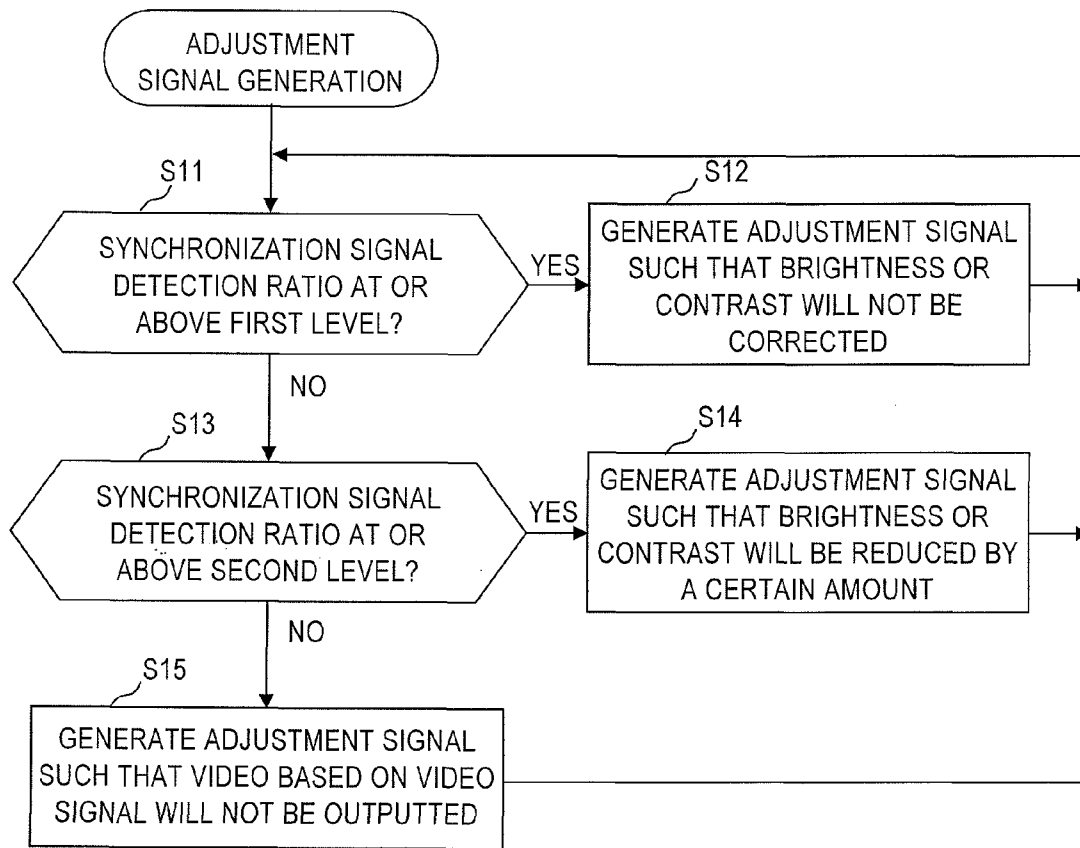 ADJUSTMENT
SIGNAL GENERATION
S11
SYNCHRONIZATION SIGNAL
DETECTION RATIO AT OR
ABOVE FIRST LEVEL?
YES
S12
GENERATE ADJUSTMENT SIGNAL
SUCH THAT BRIGHTNESS OR
CONTRAST WILL NOT BE
CORRECTED
NO
S13
SYNCHRONIZATION SIGNAL
DETECTION RATIO AT OR
ABOVE SECOND LEVEL?
YES
S14
GENERATE ADJUSTMENT SIGNAL
SUCH THAT BRIGHTNESS OR
CONTRAST WILL BE REDUCED BY
A CERTAIN AMOUNT
NO
S15
GENERATE ADJUSTMENT SIGNAL
SUCH THAT VIDEO BASED ON VIDEO
SIGNAL WILL NOT BE OUTPUTTED